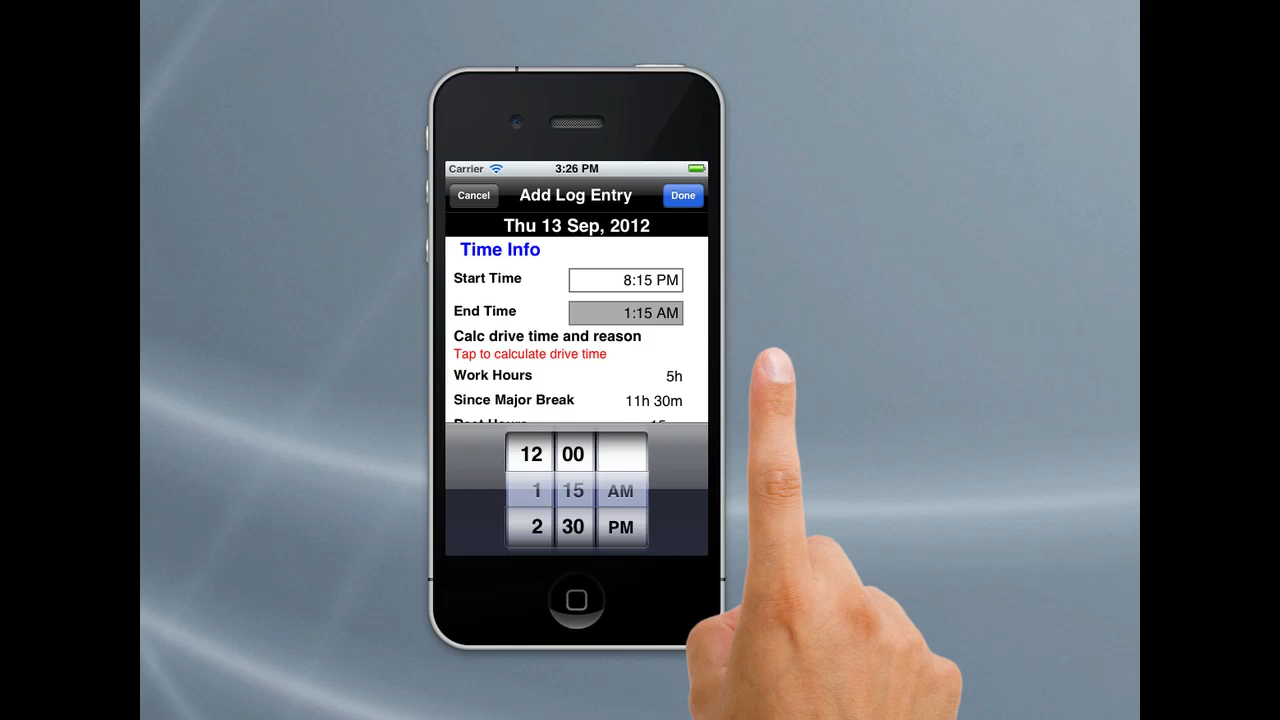 Carrier 3:26 PM
Cancel Add Log Entry Done
Thu 13 Sep, 2012
Time Info
Start Time 8:15 PM
End Time 1:15 AM
Calc drive time and reason
Tap to calculate drive time
Work Hours 5h
Since Major Break 11h 30m
12 00
1 15 AM
2 30 PM